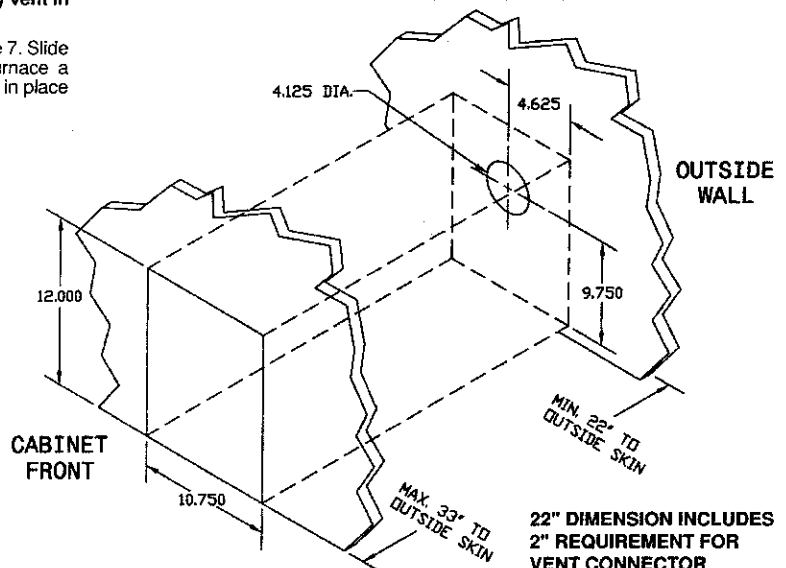 y vent in
e 7. Slide
urnace a
in place
4.125 DIA.
4.625
OUTSIDE
WALL
12.000
9.750
MIN. 22" TO
OUTSIDE SKIN
CABINET
FRONT
10.750
MAX. 33" TO
OUTSIDE SKIN
22" DIMENSION INCLUDES
2" REQUIREMENT FOR
VENT CONNECTOR